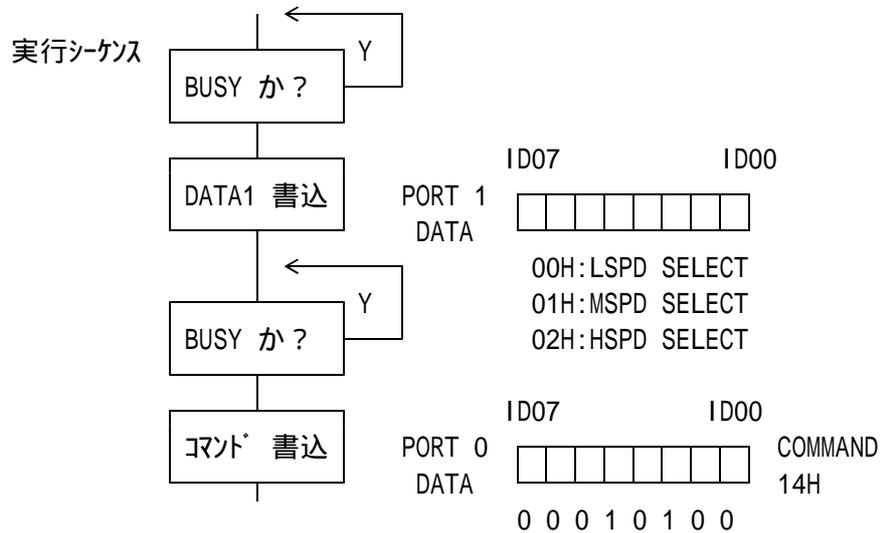 実行ｼｰｹﾝｽ
Y
BUSY か？
ID07 ID00
DATA1 書込
PORT 1
DATA
00H:LSPD SELECT
01H:MSPD SELECT
02H:HSPD SELECT
Y
BUSY か？
ID07 ID00
ｺﾏﾝﾄﾞ 書込
PORT 0
DATA
COMMAND
14H
0 0 0 1 0 1 0 0